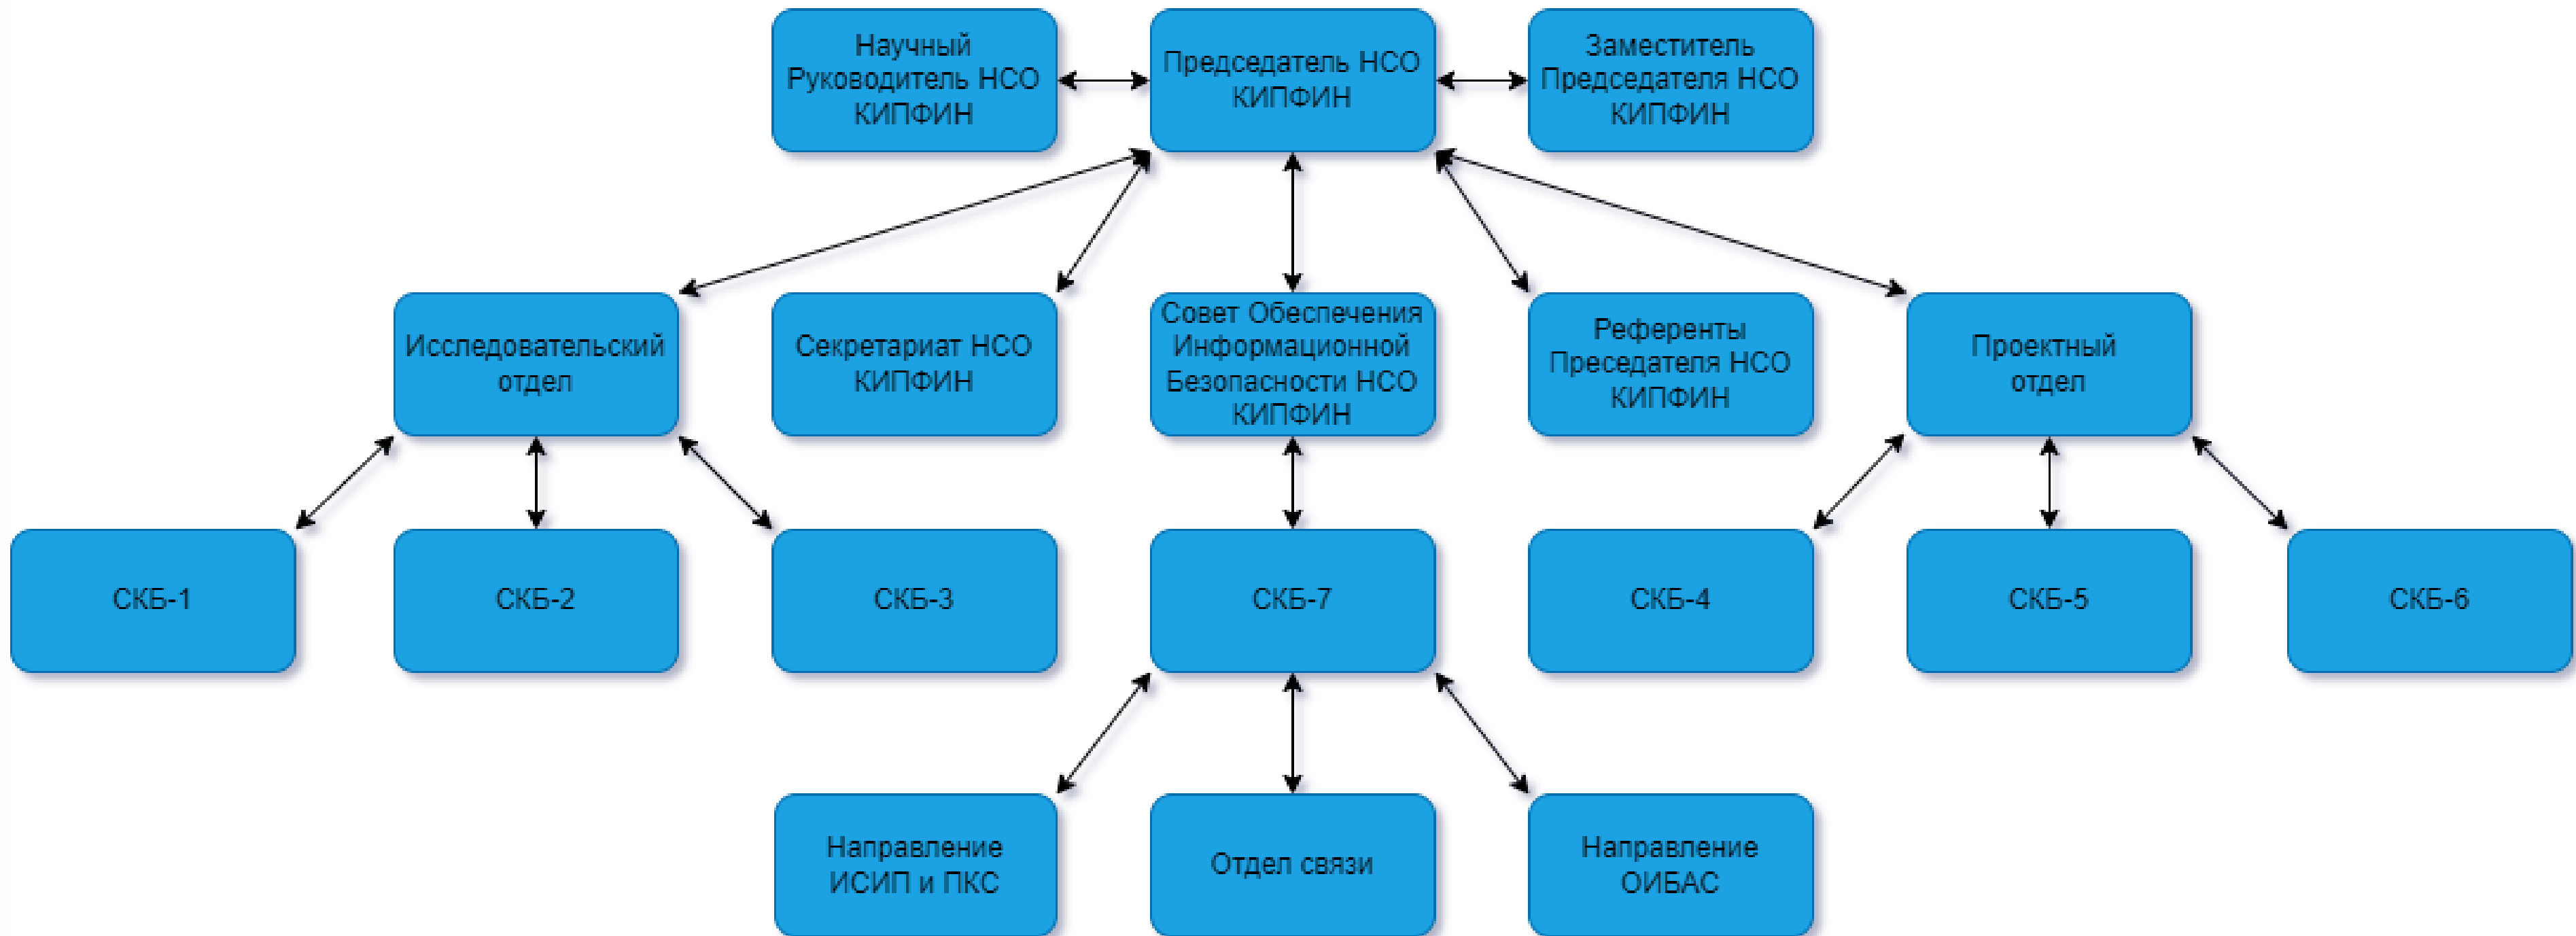 Научный
Руководитель НСО
КИПФИН
Председатель НСО
КИПФИН
Заместитель
Председателя НСО
КИПФИН
Исследовательский
отдел
Секретариат НСО
КИПФИН
Совет Обеспечения
Информационной
Безопасности НСО
КИПФИН
Референты
Преседателя НСО
КИПФИН
Проектный
отдел
СКБ-1
СКБ-2
СКБ-3
СКБ-7
СКБ-4
СКБ-5
СКБ-6
Направление
ИСИП и ПКС
Отдел связи
Направление
ОИБАС